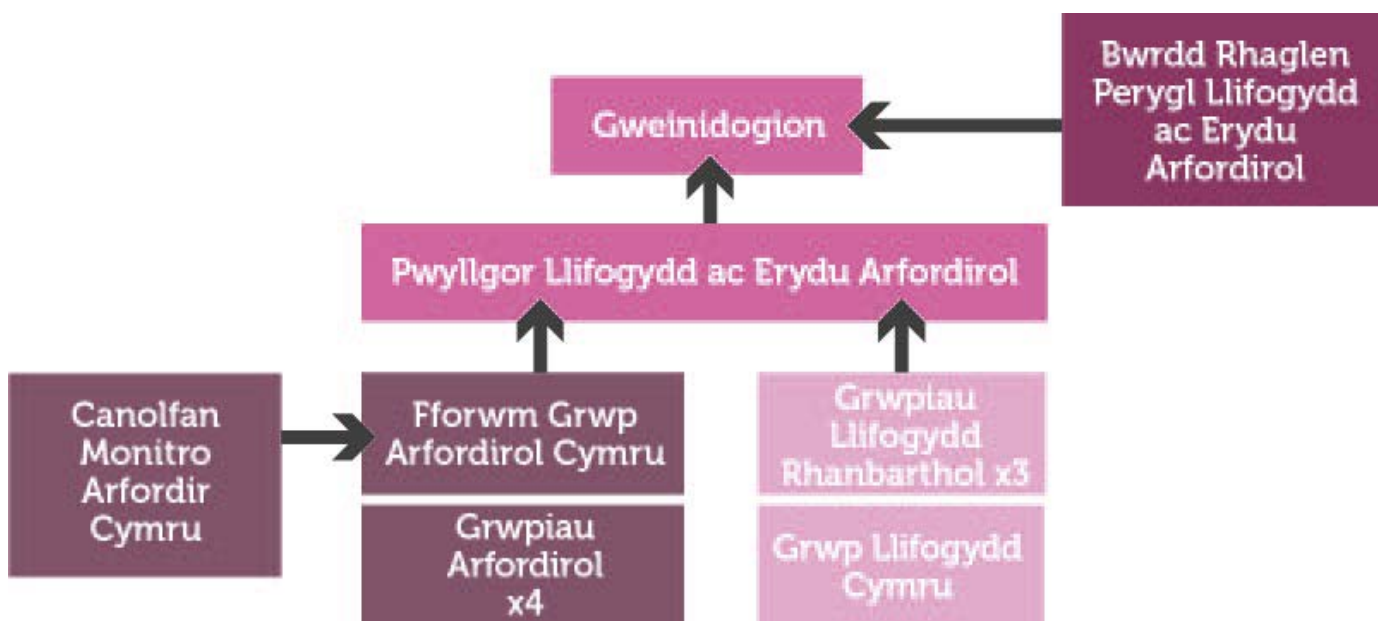 Bwrdd Rhaglen
Perygl Llifogydd
ac Erydu
Arfordirol
Gweinidogion
Pwyllgor Llifogydd ac Erydu Arfordirol
Canolfan
Monitro
Arfordir
Cymru
Fforwm Grwp
Arfordirol Cymru
Grwpiau
Arfordirol
x4
Grwpiau
Llifogydd
Rhanbarthol x3
Grwp Llifogydd
Cymru